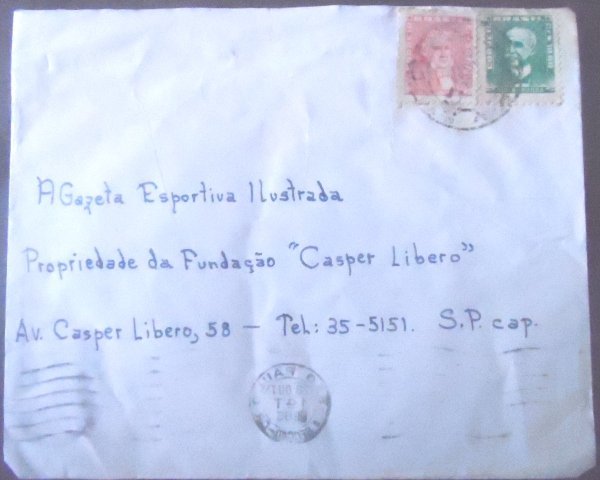 A Gazeta Esportiva Ilustrada
Propriedade da Fundação "Casper Libero"
Av. Casper Libero, 58 — Tel: 35-5151. S.P. cap.